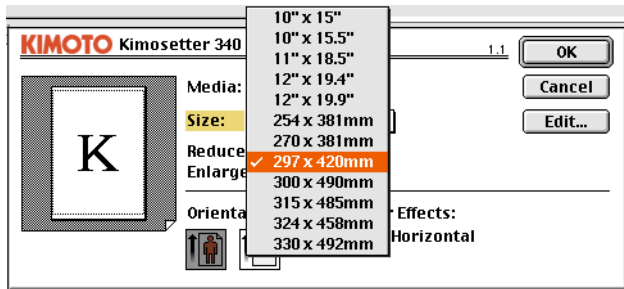 KIMOTO Kimosetter 340
1.1
OK
Cancel
Edit...
Media:
Size:
Reduce
Enlarge
10" x 15"
10" x 15.5"
11" x 18.5"
12" x 19.4"
12" x 19.9"
254 x 381mm
270 x 381mm
✓ 297 x 420mm
300 x 490mm
315 x 485mm
324 x 458mm
330 x 492mm
K
Orienta
Effects:
Horizontal